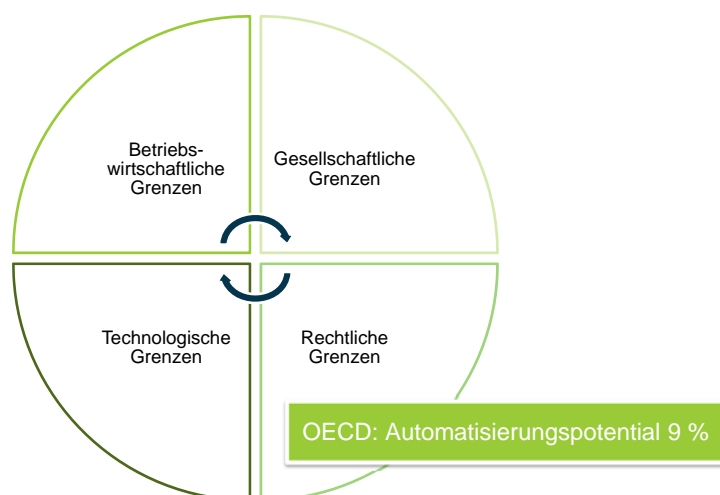 Betriebs-
wirtschaftliche
Grenzen
Gesellschaftliche
Grenzen
Technologische
Grenzen
Rechtliche
Grenzen
OECD: Automatisierungspotential 9 %